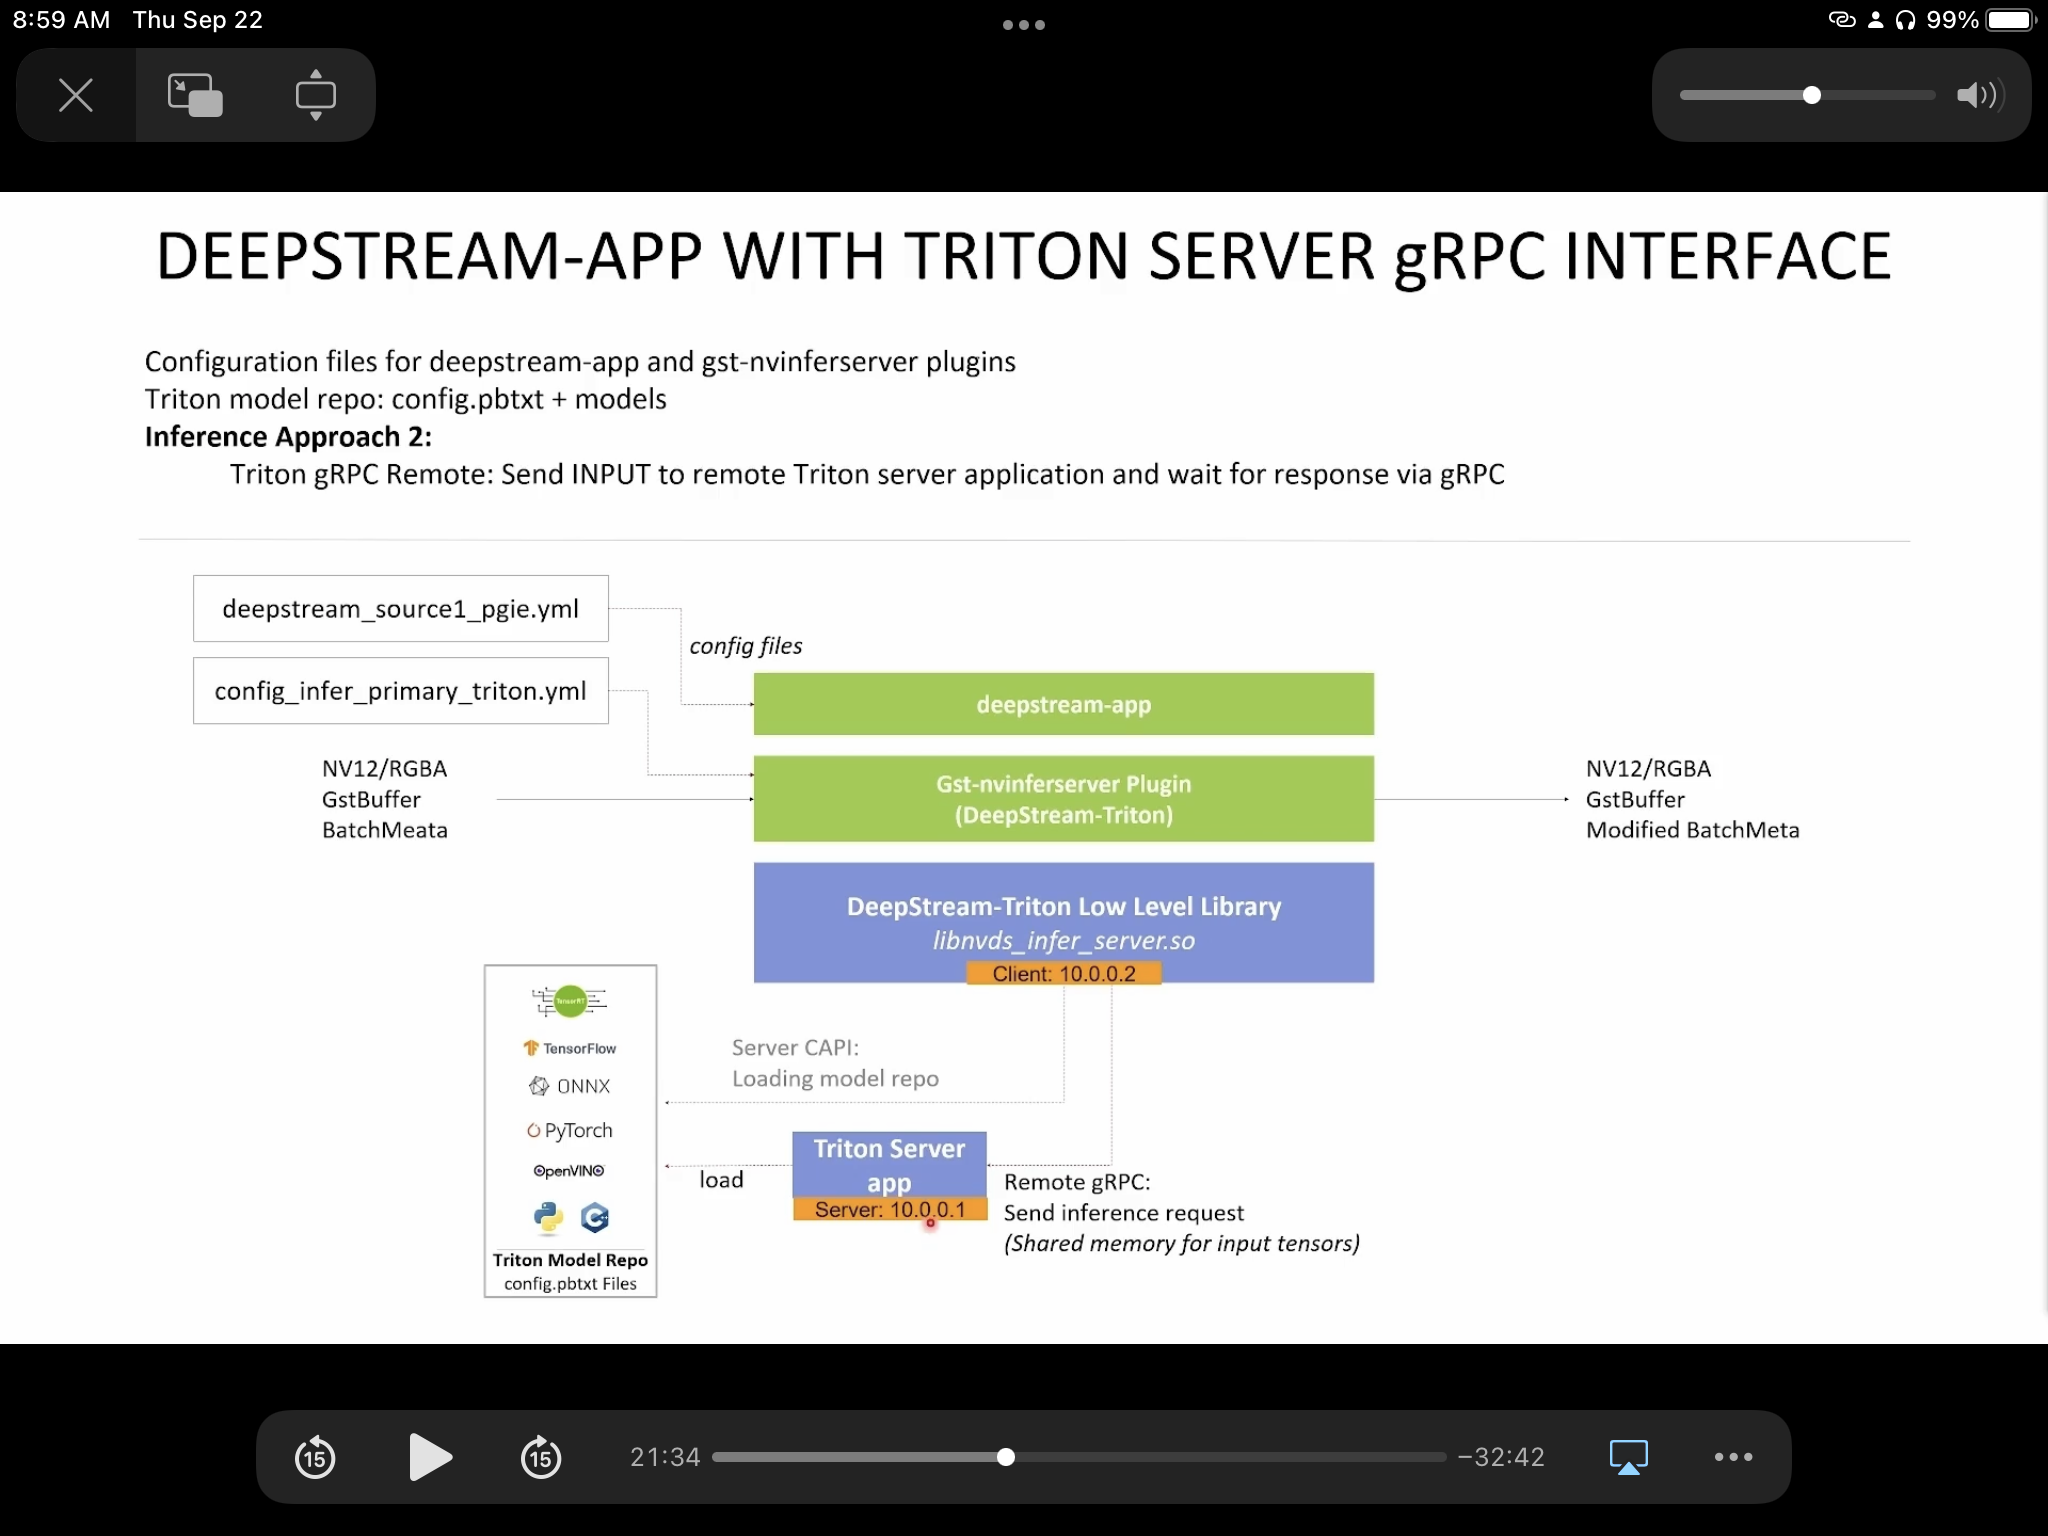 8:59 AM Thu Sep 22
99%
DEEPSTREAM-APP WITH TRITON SERVER gRPC INTERFACE
Configuration files for deepstream-app and gst-nvinferserver plugins
Triton model repo: config.pbtxt + models
Inference Approach 2:
Triton gRPC Remote: Send INPUT to remote Triton server application and wait for response via gRPC
deepstream_source1_pgie.yml
config files
config_infer_primary_triton.yml
deepstream-app
NV12/RGBA
GstBuffer
BatchMeata
Gst-nvinferserver Plugin
(DeepStream-Triton)
NV12/RGBA
GstBuffer
Modified BatchMeta
DeepStream-Triton Low Level Library
libnvds_infer_server.so
Client: 10.0.0.2
TensorRT
TensorFlow
ONNX
PyTorch
OpenVINO
Triton Model Repo
config.pbtxt Files
Server CAPI:
Loading model repo
load
Triton Server
app
Server: 10.0.0.1
Remote gRPC:
Send inference request
(Shared memory for input tensors)
15
15
21:34
-32:42